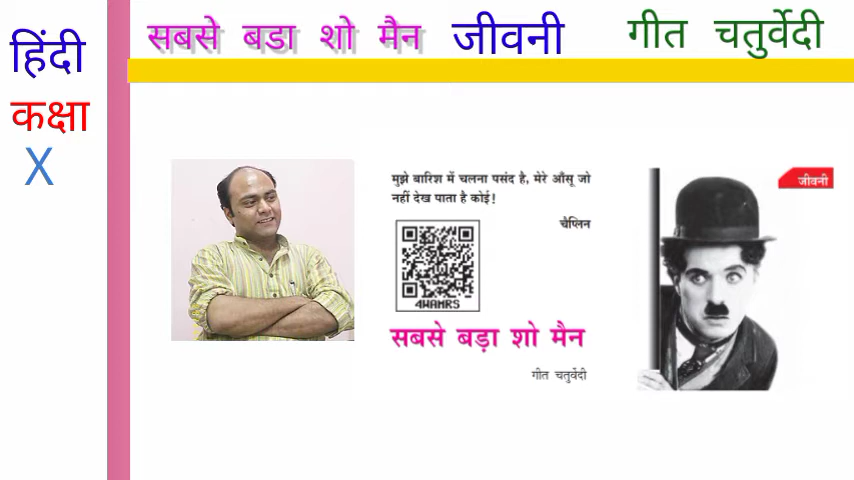 हिंदी
कक्षा
X
सबसे बडा शो मैन जीवनी गीत चतुर्वेदी
मुझे बारिश में चलना पसंद है, मेरे आँसू जो
नहीं देख पाता है कोई!
चैप्लिन
4WAMRS
सबसे बड़ा शो मैन
गीत चतुर्वेदी
जीवनी